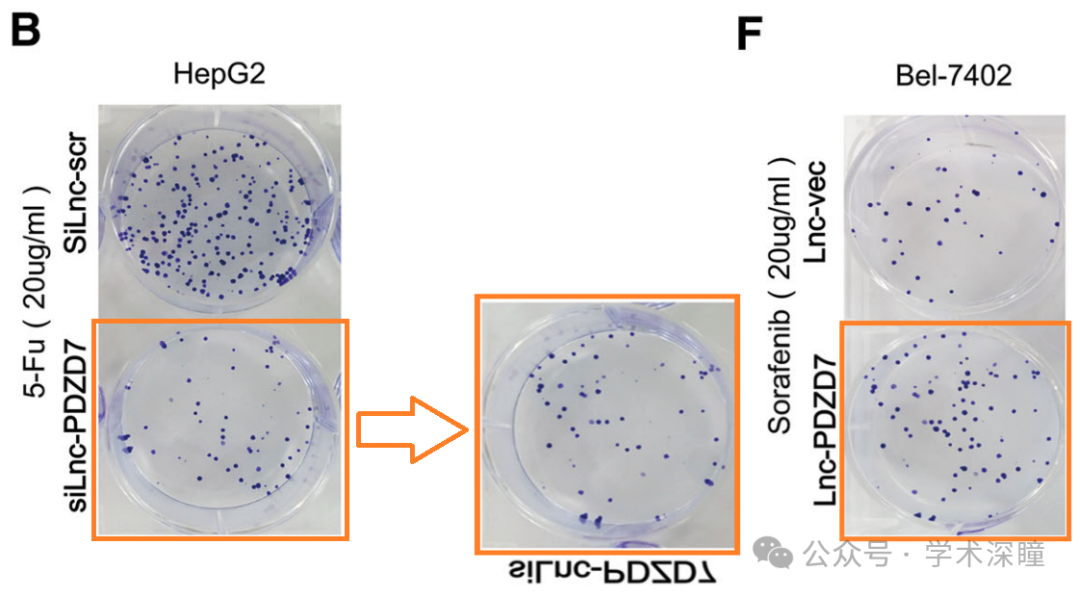 B
HepG2
5-Fu ( 20ug/ml )
SiLnc-scr
siLnc-PDZD7
siLnc-PDZD7
F
Bel-7402
Sorafenib ( 20ug/ml )
Lnc-vec
Lnc-PDZD7
公众号 · 学术深瞳